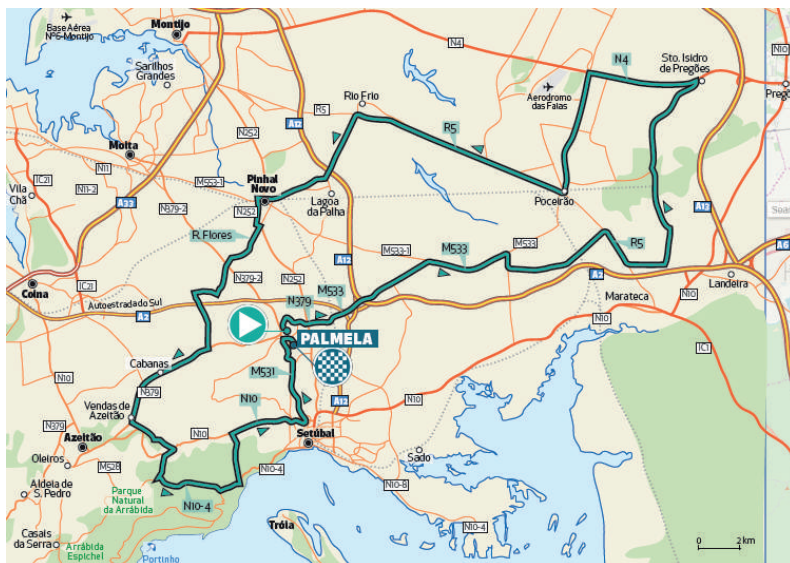 Base Aérea
Nº5-Montijo
Montijo
Sarilhos
Grandes
N4
N4
Sto. Isidro
de Pegões
N10
Rio Frio
Aerodromo
das Faias
R5
A12
R5
N252
Moita
N11
M553-1
Pinhal
Novo
Vila
Chã
IC21
N11-2
A33
N379-2
N252
Lagoa
da Palha
Poceirão
A13
R. Flores
A12
M533-1
M533
M533
R5
A6
N379-2
N252
M533
A2
Landeira
Coina
IC21
Autoestrada do Sul
A2
N379
Marateca
N10
N10
PALMELA
IC1
Cabanas
M531
N10
N379
N10
A12
N10
Vendas de
Azeitão
N379
Azeitão
N10
Setúbal
Oleiros
M528
N10-4
Sado
Aldeia de
S. Pedro
Parque
Natural
da Arrábida
N10-4
N10-8
Tróia
N10-4
Casais
da Serra
Arrábida
Espichel
Portinho
0 2 km